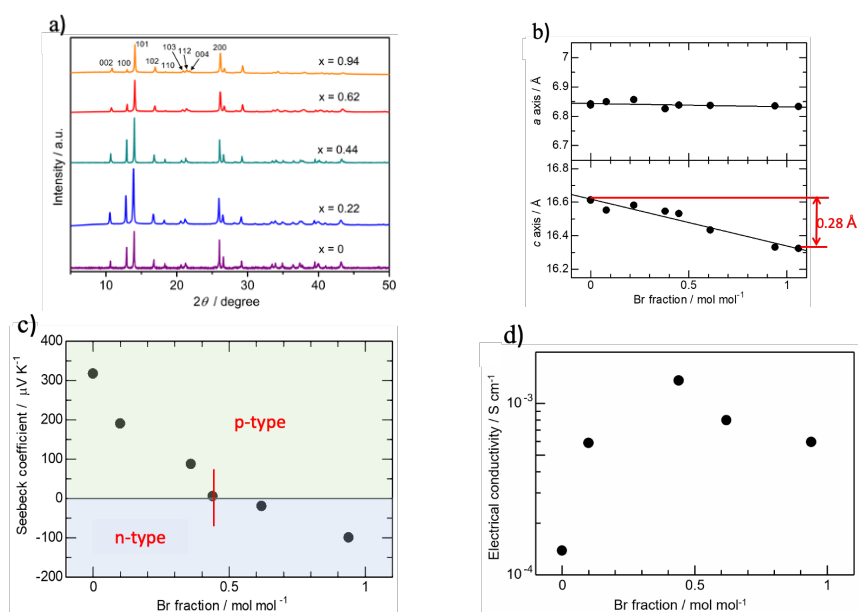 a)
002 100 101 102 110 103 112 004 200
x = 0.94
x = 0.62
x = 0.44
x = 0.22
x = 0
Intensity / a.u.
5 10 20 30 40 50
2θ / degree
b)
7
6.9
6.8
6.7
a axis / Å
16.8
16.6
16.4
16.2
c axis / Å
0.28 Å
0 0.5 1
Br fraction / mol mol⁻¹
c)
400
300
200
100
0
-100
-200
Seebeck coefficient / μV K⁻¹
p-type
n-type
0 0.5 1
Br fraction / mol mol⁻¹
d)
10⁻³
10⁻⁴
Electrical conductivity / S cm⁻¹
0 0.5 1
Br fraction / mol mol⁻¹